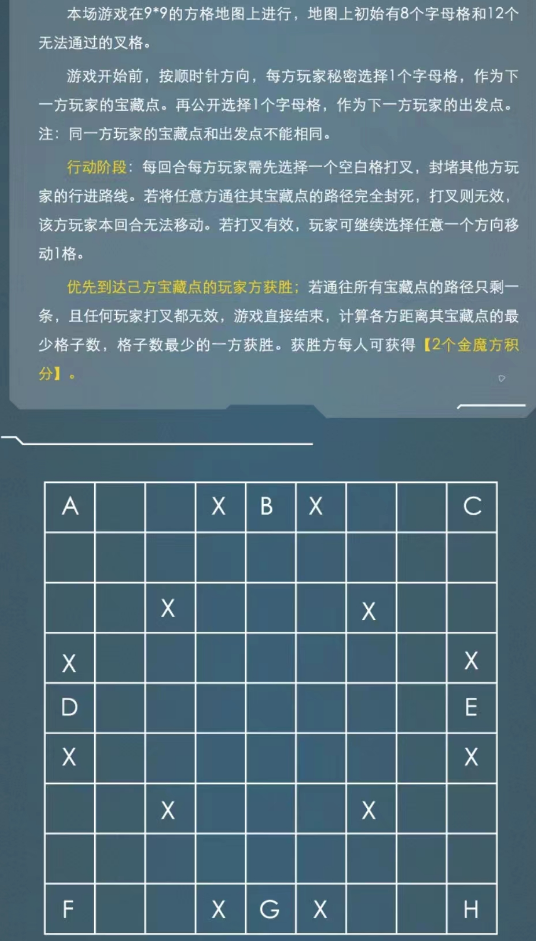 本场游戏在9*9的方格地图上进行，地图上初始有8个字母格和12个
无法通过的叉格。
游戏开始前，按顺时针方向，每方玩家秘密选择1个字母格，作为下
一方玩家的宝藏点。再公开选择1个字母格，作为下一方玩家的出发点。
注：同一方玩家的宝藏点和出发点不能相同。
行动阶段：每回合每方玩家需先选择一个空白格打叉，封堵其他方玩
家的行进路线。若将任意方通往其宝藏点的路径完全封死，打叉则无效，
该方玩家本回合无法移动。若打叉有效，玩家可继续选择任意一个方向移
动1格。
优先到达己方宝藏点的玩家方获胜；若通往所有宝藏点的路径只剩一
条，且任何玩家打叉都无效，游戏直接结束，计算各方距离其宝藏点的最
少格子数，格子数最少的一方获胜。获胜方每人可获得【2个金魔方积
分】。
A X B X C
X X
X X
D E
X X
X X
F X G X H